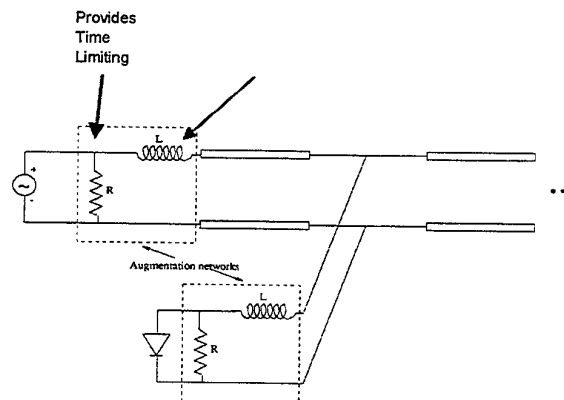 Provides
Time
Limiting
L
+
R
-
Augmentation networks
L
R